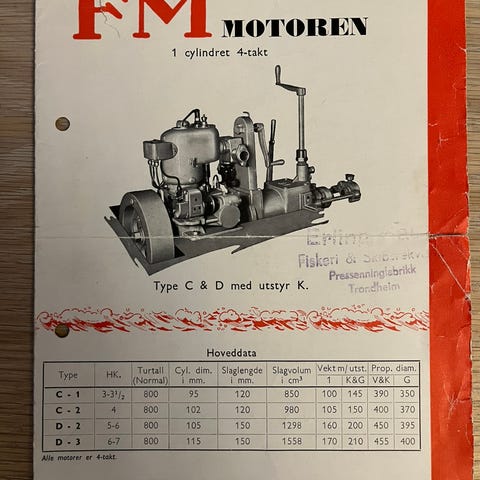 FM MOTOREN
1 cylindret 4-takt
Fiskeri &
Pressenningfabrikk
Trondheim
Type C & D med utstyr K.
Hoveddata
Type HK. Turtall (Normal) Cyl. dim. i mm. Slaglengde i mm. Slagvolum i cm³ Vekt m/ utst. 1 K&G Prop. diam. V&K G
C - 1 3-3½ 800 95 120 850 100 145 390 350
C - 2 4 800 102 120 980 105 150 400 370
D - 2 5-6 800 105 150 1298 160 200 450 395
D - 3 6-7 800 115 150 1558 170 210 455 400
Alle motorer er 4-takt.